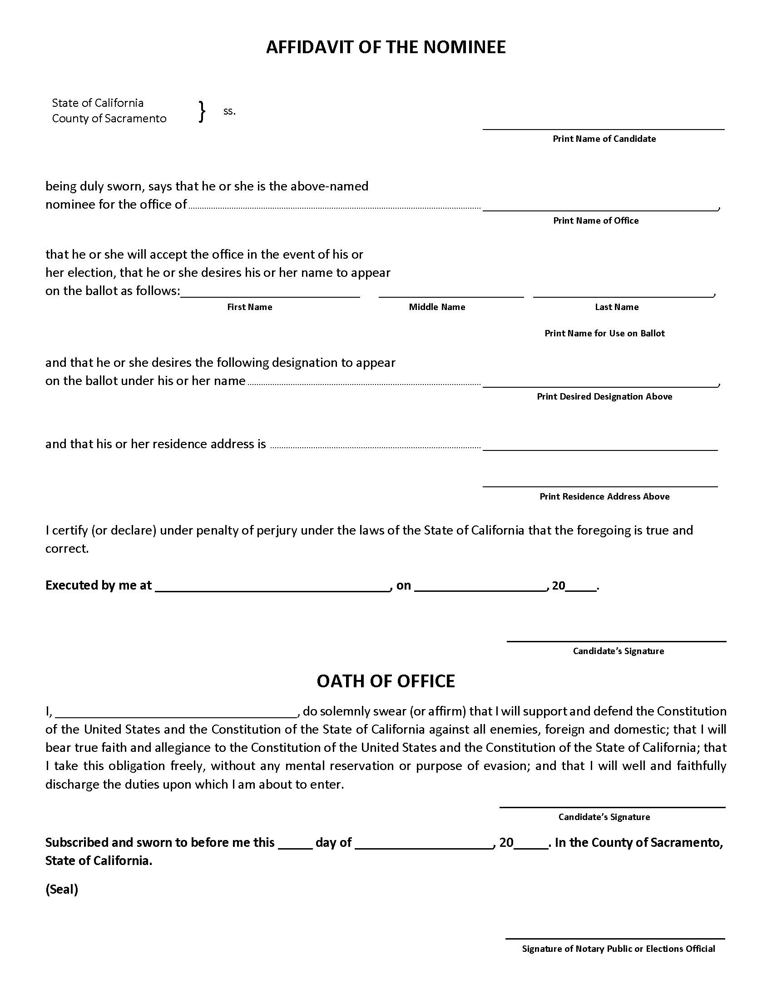 AFFIDAVIT OF THE NOMINEE
State of California
County of Sacramento } ss.
Print Name of Candidate
being duly sworn, says that he or she is the above-named
nominee for the office of ........................................ ____________________,
Print Name of Office
that he or she will accept the office in the event of his or
her election, that he or she desires his or her name to appear
on the ballot as follows:____________________ ____________________ ____________________,
First Name Middle Name Last Name
Print Name for Use on Ballot
and that he or she desires the following designation to appear
on the ballot under his or her name ........................................ ____________________,
Print Desired Designation Above
and that his or her residence address is ........................................ ____________________
Print Residence Address Above
I certify (or declare) under penalty of perjury under the laws of the State of California that the foregoing is true and
correct.
Executed by me at ____________________, on ____________________, 20_____.
Candidate’s Signature
OATH OF OFFICE
I, ____________________, do solemnly swear (or affirm) that I will support and defend the Constitution
of the United States and the Constitution of the State of California against all enemies, foreign and domestic; that I will
bear true faith and allegiance to the Constitution of the United States and the Constitution of the State of California; that
I take this obligation freely, without any mental reservation or purpose of evasion; and that I will well and faithfully
discharge the duties upon which I am about to enter.
Candidate’s Signature
Subscribed and sworn to before me this _____ day of ____________________, 20_____. In the County of Sacramento,
State of California.
(Seal)
Signature of Notary Public or Elections Official